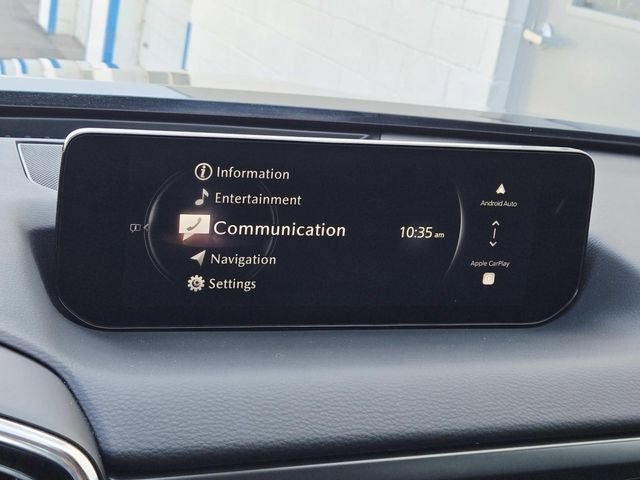 Information
Entertainment
Communication
Navigation
Settings
10:35 am
Android Auto
Apple CarPlay